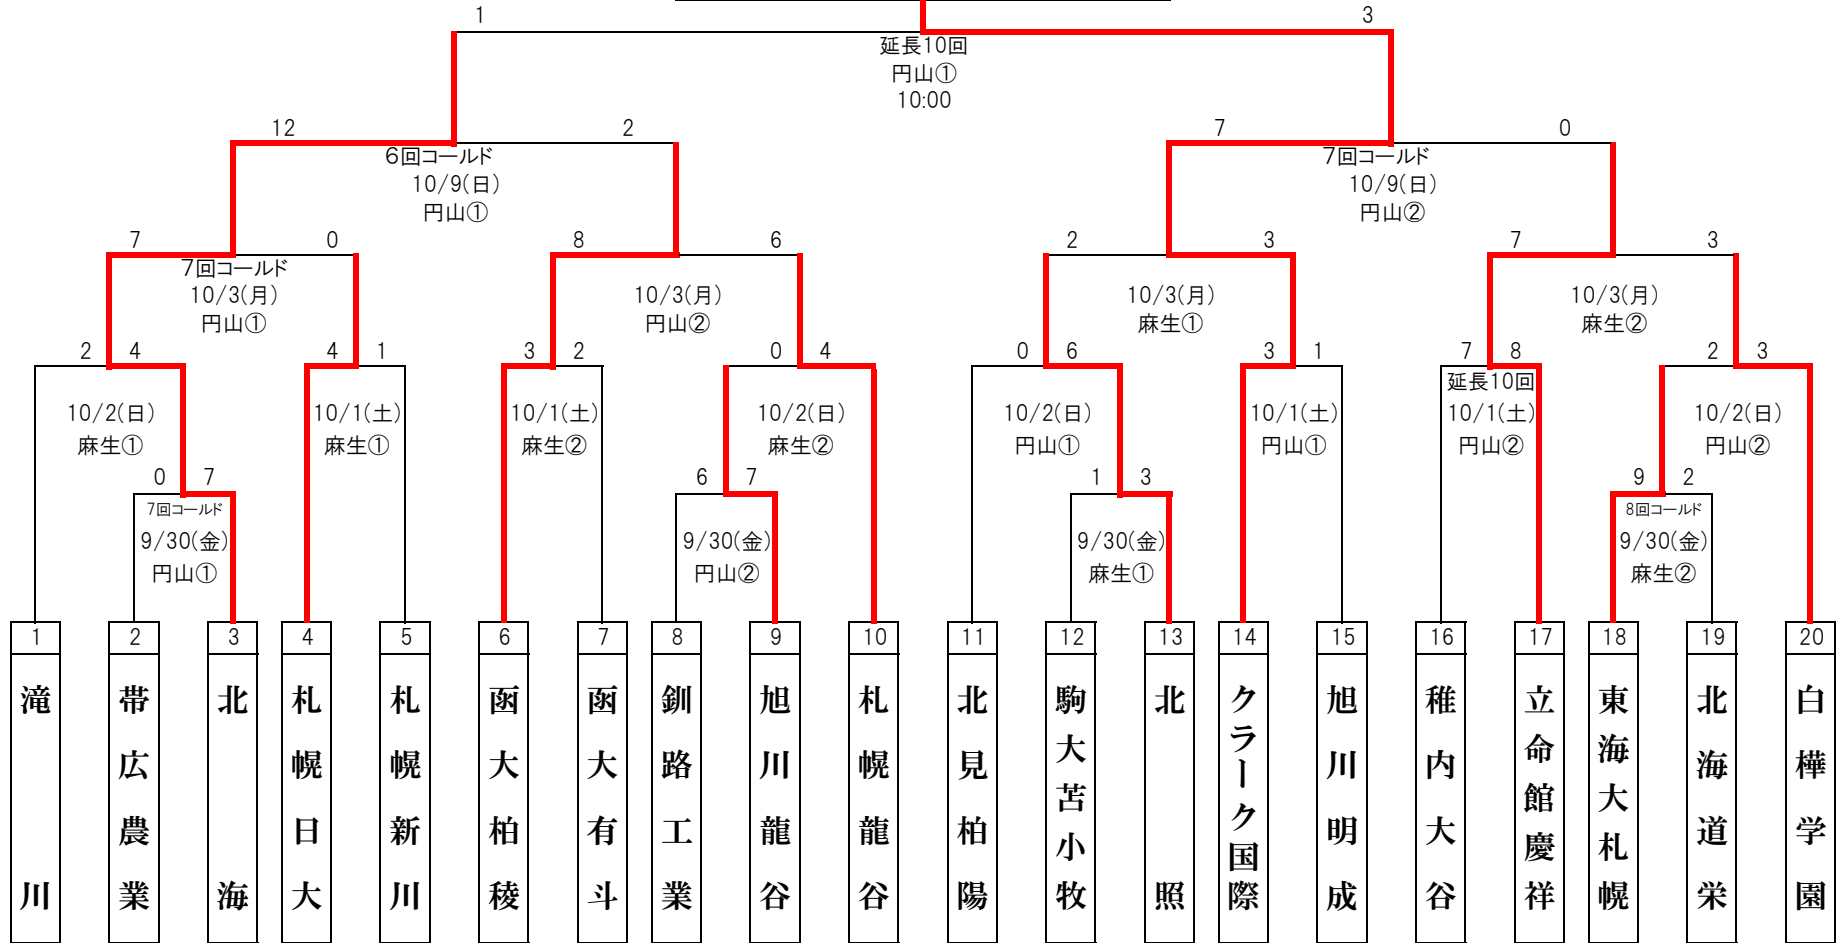 1 3
延長10回
円山①
10:00
12 2 7 0
6回コールド 7回コールド
10/9(日) 10/9(日)
円山① 円山②
7 0 8 6 2 3 7 3
7回コールド
10/3(月) 10/3(月) 10/3(月) 10/3(月)
円山① 円山② 麻生① 麻生②
2 4 4 1 3 2 0 4 0 6 3 1 7 8 2 3
延長10回
10/2(日) 10/1(土) 10/1(土) 10/2(日) 10/2(日) 10/1(土) 10/1(土) 10/2(日)
麻生① 麻生① 麻生② 麻生② 円山① 円山① 円山② 円山②
0 7 6 7 1 3 9 2
7回コールド 8回コールド
9/30(金) 9/30(金) 9/30(金) 9/30(金)
円山① 円山② 麻生① 麻生②
1 2 3 4 5 6 7 8 9 10 11 12 13 14 15 16 17 18 19 20
滝川
帯広農業
北海
札幌日大
札幌新川
函大柏稜
函大有斗
釧路工業
旭川龍谷
札幌龍谷
北見柏陽
駒大苫小牧
北照
クラーク国際
旭川明成
稚内大谷
立命館慶祥
東海大札幌
北海道栄
白樺学園